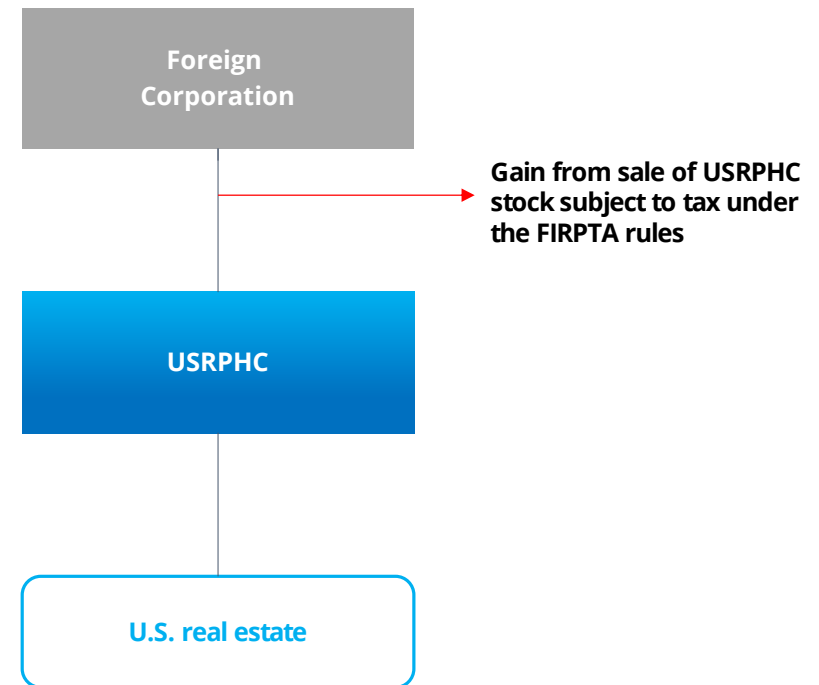 Foreign
Corporation
Gain from sale of USRPHC
stock subject to tax under
the FIRPTA rules
USRPHC
U.S. real estate